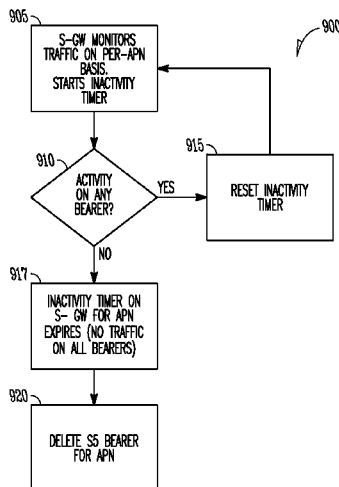 905
S-GW MONITORS
TRAFFIC ON PER-APN
BASIS.
STARTS INACTIVITY
TIMER
900
910
ACTIVITY
ON ANY
BEARER?
YES
NO
915
RESET INACTIVITY
TIMER
917
INACTIVITY TIMER ON
S- GW FOR APN
EXPIRES (NO TRAFFIC
ON ALL BEARERS)
920
DELETE S5 BEARER
FOR APN